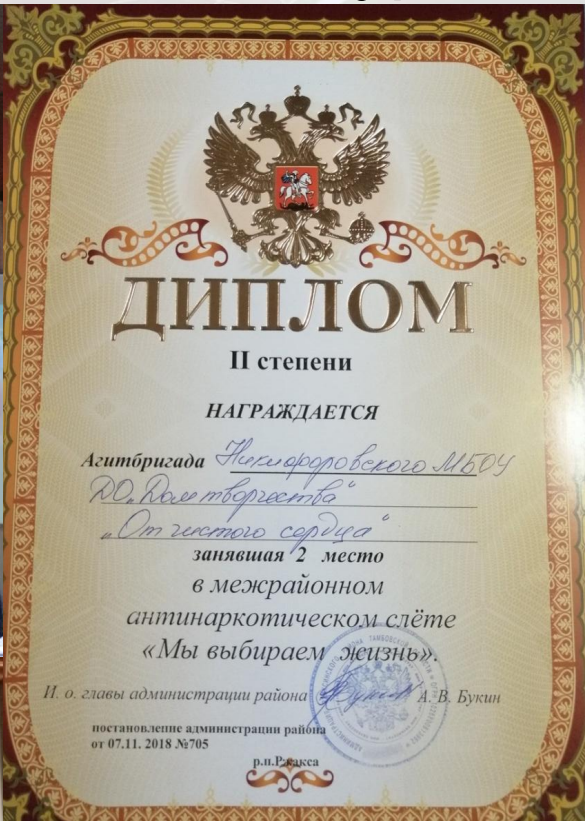 ДИПЛОМ
II степени
НАГРАЖДАЕТСЯ
Агитбригада Никифоровского МБОУ
ДО „Дом творчества“
„От чистого сердца“
занявшая 2 место
в межрайонном
антинаркотическом слёте
«Мы выбираем жизнь».
И. о. главы администрации района А. В. Букин
постановление администрации района
от 07.11. 2018 №705
р.п.Ржакса